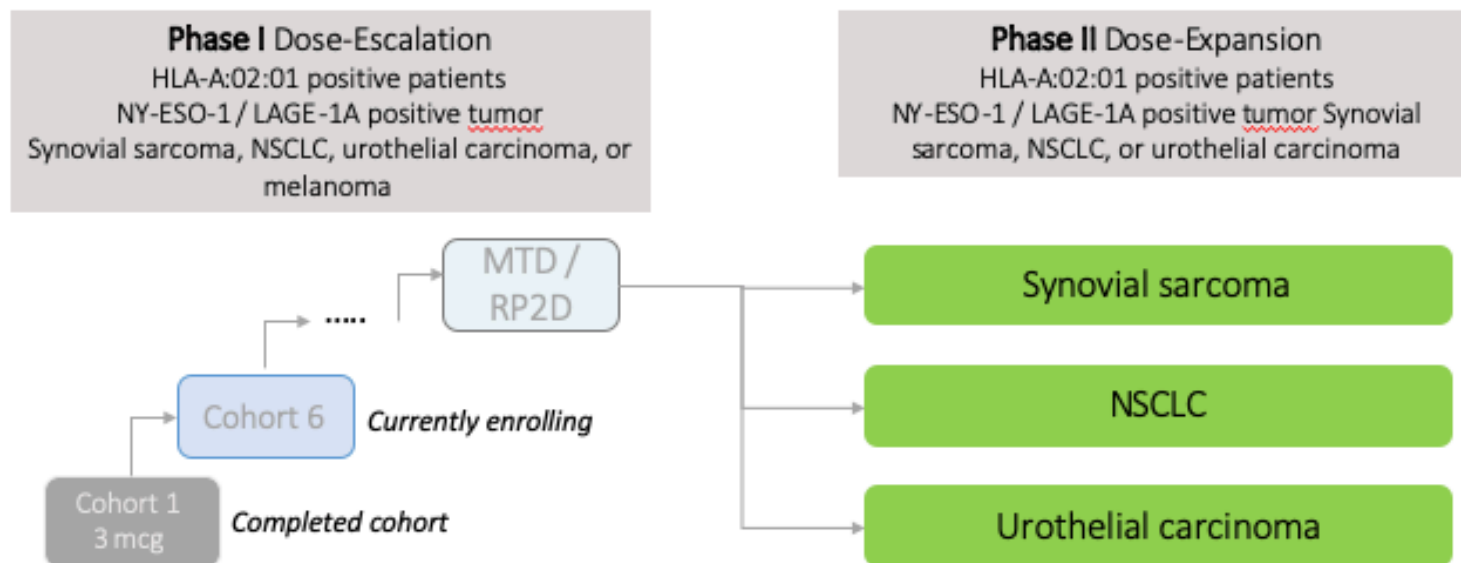 Phase I Dose-Escalation
HLA-A:02:01 positive patients
NY-ESO-1 / LAGE-1A positive tumor
Synovial sarcoma, NSCLC, urothelial carcinoma, or
melanoma
Phase II Dose-Expansion
HLA-A:02:01 positive patients
NY-ESO-1 / LAGE-1A positive tumor Synovial
sarcoma, NSCLC, or urothelial carcinoma
MTD /
RP2D
.....
Cohort 6
Currently enrolling
Cohort 1
3 mcg
Completed cohort
Synovial sarcoma
NSCLC
Urothelial carcinoma